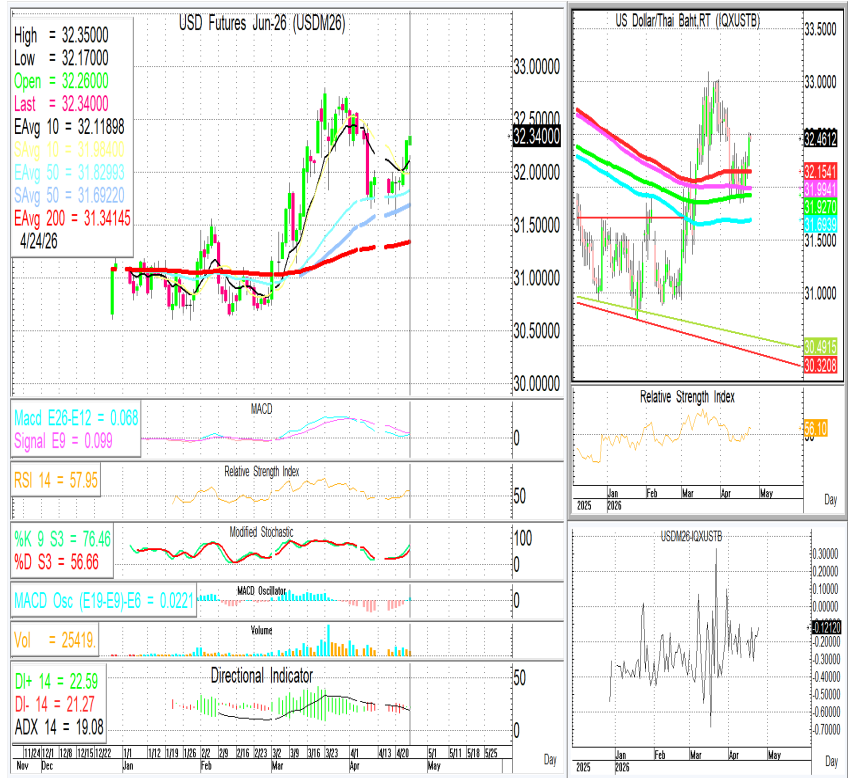 USD Futures Jun-26 (USDM26)
High = 32.35000
Low = 32.17000
Open = 32.26000
Last = 32.34000
EAvg 10 = 32.11898
SAvg 10 = 31.98400
EAvg 50 = 31.82993
SAvg 50 = 31.69220
EAvg 200 = 31.34145
4/24/26
33.00000
32.50000
32.34000
32.00000
31.50000
31.00000
30.50000
30.00000
MACD
Macd E26-E12 = 0.068
Signal E9 = 0.099
0
Relative Strength Index
RSI 14 = 57.95
50
Modified Stochastic
%K 9 S3 = 76.46
%D S3 = 56.66
100
0
MACD Oscillator
MACD Osc (E19-E9)-E6 = 0.0221
0
Volume
Vol = 25419.
0
Directional Indicator
DI+ 14 = 22.59
DI- 14 = 21.27
ADX 14 = 19.08
50
0
11/24 12/1 12/8 12/15 12/22 1/1 1/12 1/19 1/26 2/2 2/9 2/16 2/23 3/2 3/9 3/16 3/23 4/1 4/13 4/20 5/1 5/11 5/18 5/25
Nov Dec Jan Feb Mar Apr May
Day
US Dollar/Thai Baht,RT (IQXUSTB)
33.5000
33.0000
32.4612
32.1541
31.9941
31.9270
31.5000
31.0000
30.4915
30.3208
Relative Strength Index
56.10
Jan Feb Mar Apr May
2025 2026
Day
USDM26-IQXUSTB
0.30000
0.20000
0.10000
0.00000
-0.12120
-0.20000
-0.30000
-0.40000
-0.50000
-0.60000
-0.70000
Jan Feb Mar Apr May
2025 2026
Day